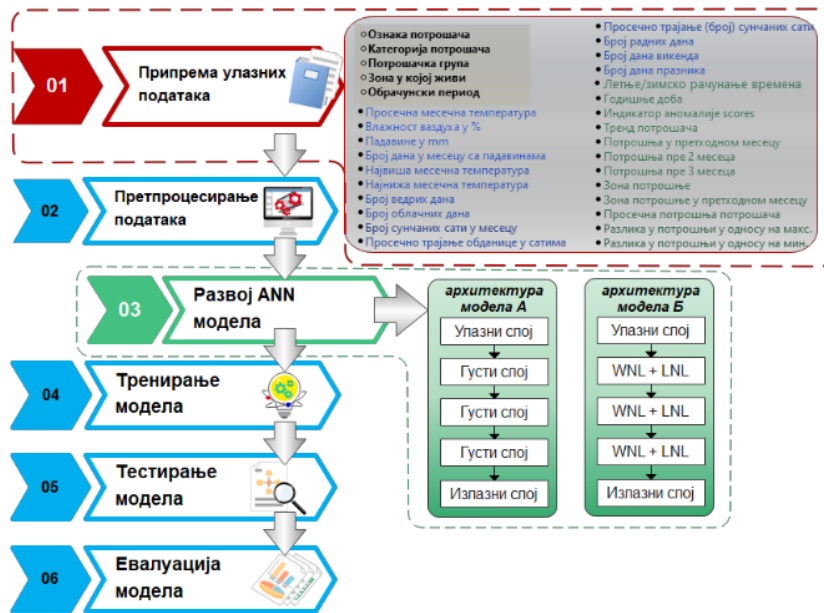 01
Припрема улазних
података
Ознака потрошача
Категорија потрошача
Потрошачка група
Зона у којој живи
Обрачунски период
Просечна месечна температура
Влажност ваздуха у %
Падавине у mm
Број дана у месецу са падавинама
Највиша месечна температура
Најнижа месечна температура
Број ведрих дана
Број облачних дана
Број сунчаних сати у месецу
Просечно трајање обданице у сатима
Просечно трајање (број) сунчаних сати
Број радних дана
Број дана викенда
Број дана празника
Летње/зимско рачунање времена
Годишње доба
Индикатор аномалије scores
Тренд потрошача
Потрошња у претходном месецу
Потрошња пре 2 месеца
Потрошња пре 3 месеца
Зона потрошње
Зона потрошње у претходном месецу
Просечна потрошња потрошача
Разлика у потрошњи у односу на макс.
Разлика у потрошњи у односу на мин.
02
Претпроцесирање
података
03
Развој ANN
модела
архитектура
модела А
Улазни слој
Густи слој
Густи слој
Густи слој
Излазни слој
архитектура
модела Б
Улазни слој
WNL + LNL
WNL + LNL
WNL + LNL
Излазни слој
04
Тренирање
модела
05
Тестирање
модела
06
Евалуација
модела